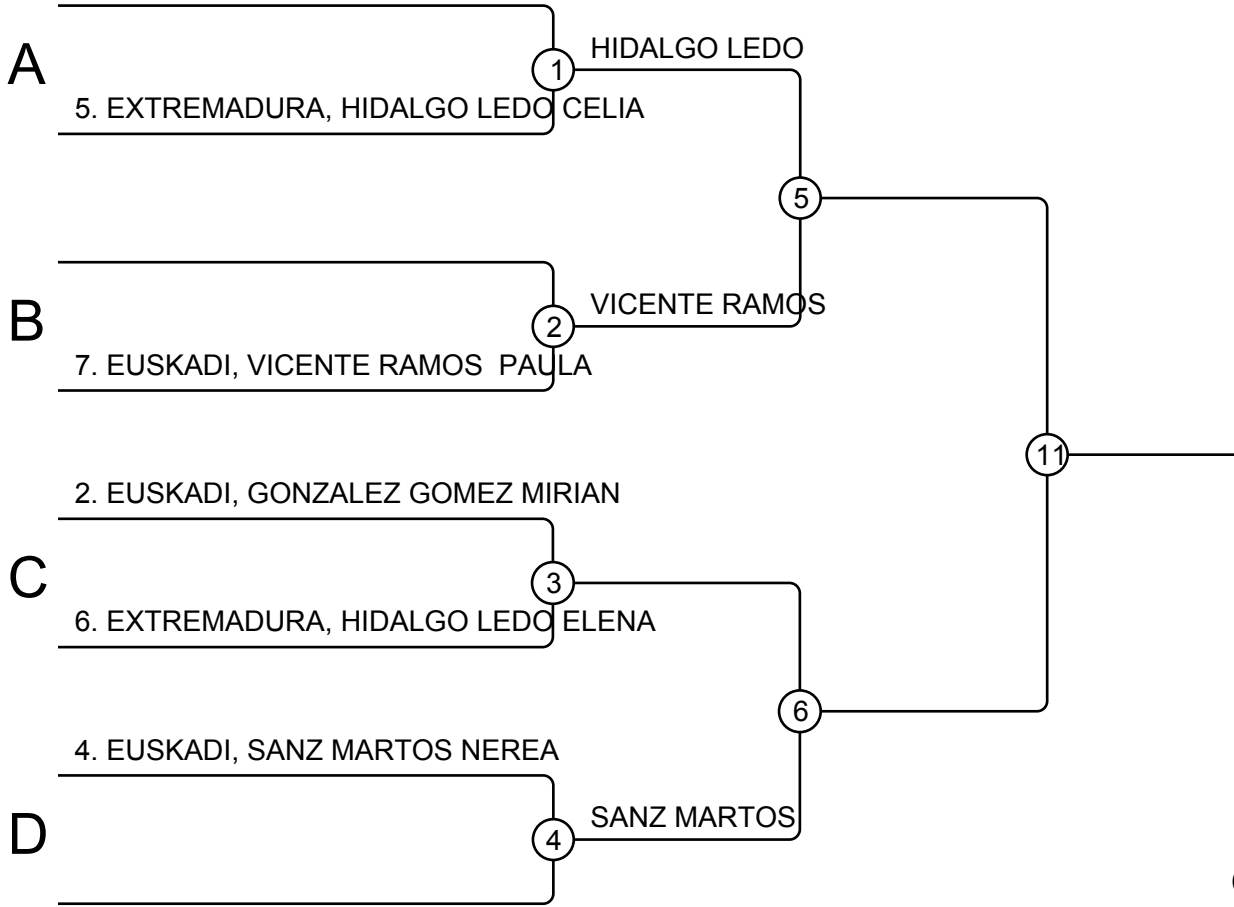 A
1
HIDALGO LEDO
5. EXTREMADURA, HIDALGO LEDO CELIA
5
B
2
VICENTE RAMOS
7. EUSKADI, VICENTE RAMOS  PAULA
11
2. EUSKADI, GONZALEZ GOMEZ MIRIAN
C
3
6. EXTREMADURA, HIDALGO LEDO ELENA
6
4. EUSKADI, SANZ MARTOS NEREA
D
4
SANZ MARTOS